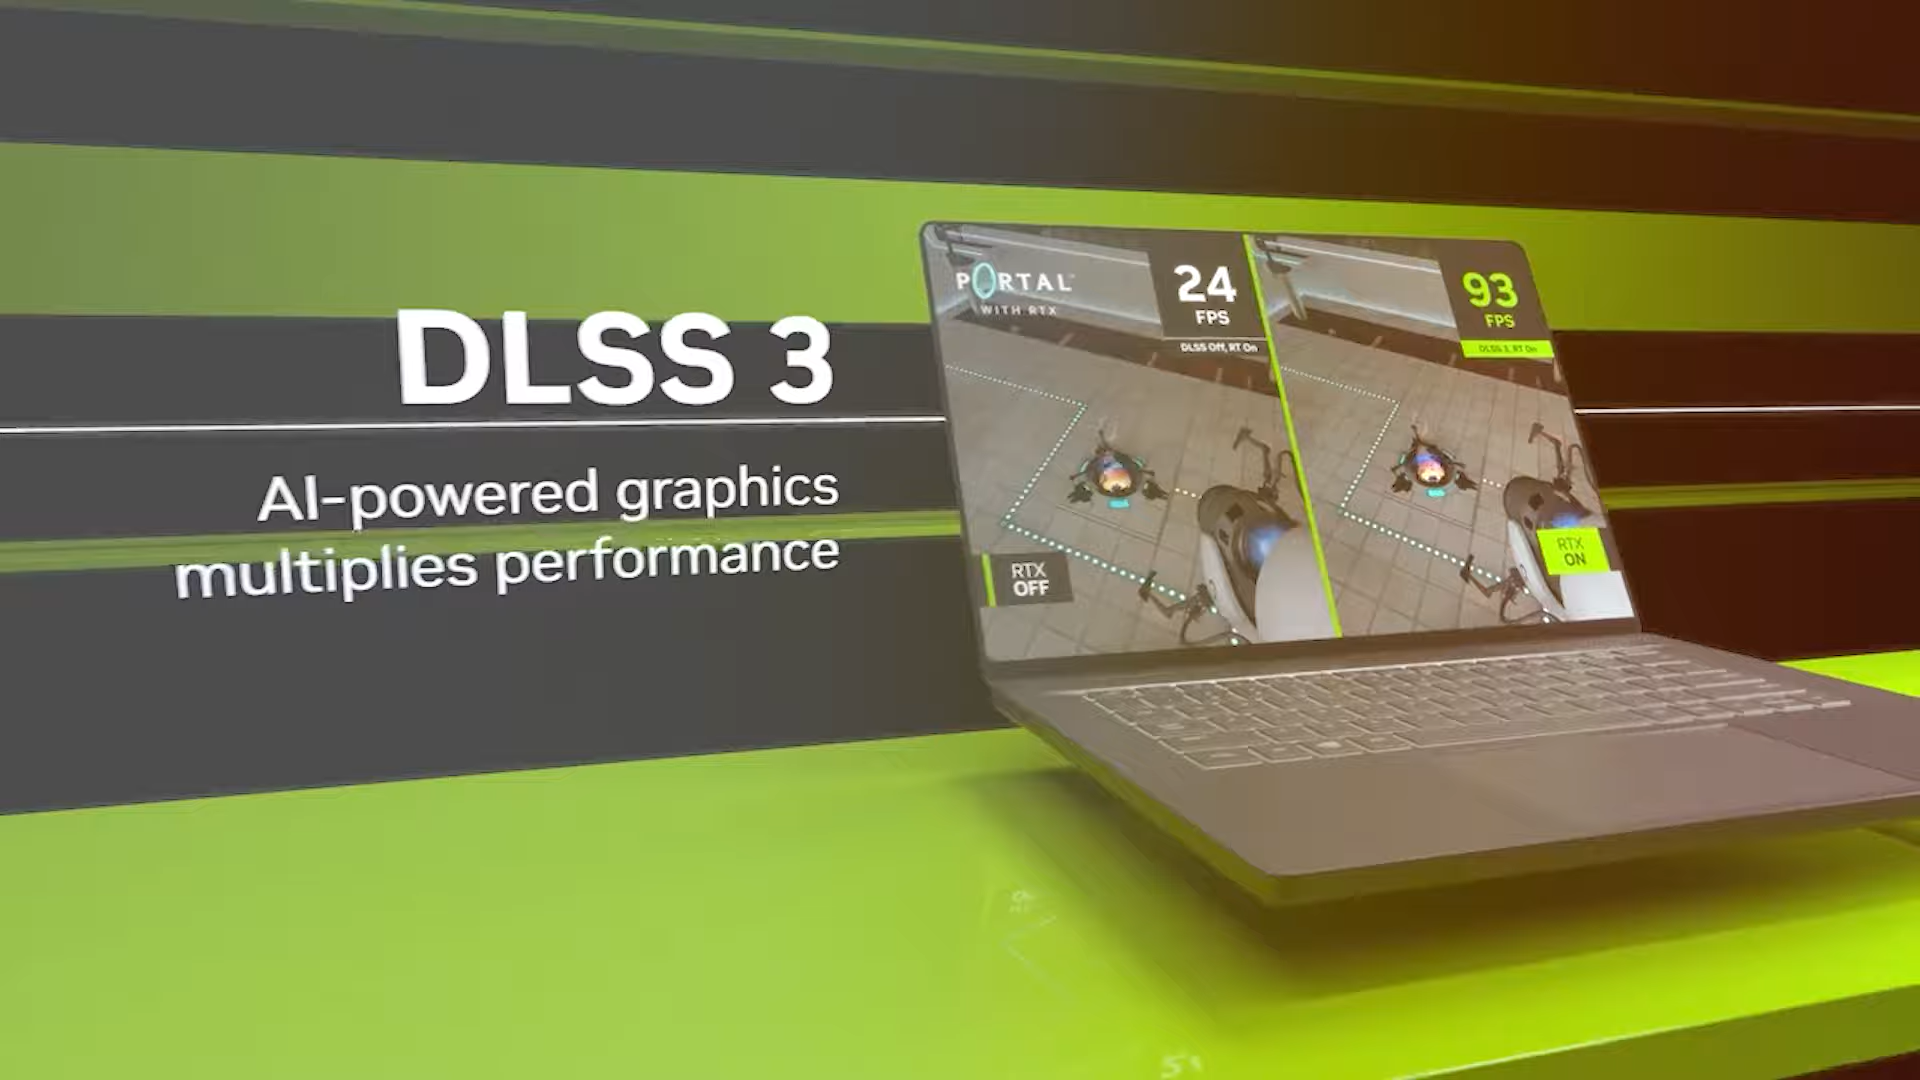 DLSS 3
AI-powered graphics
multiplies performance
PORTAL™
WITH RTX
24
FPS
DLSS Off, RT On
RTX
OFF
93
FPS
DLSS 3, RT On
RTX
ON